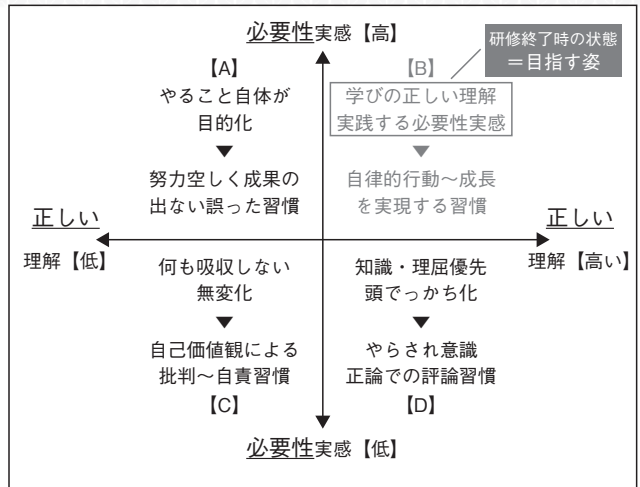 必要性実感【高】
研修終了時の状態
＝目指す姿
【A】
やること自体が
目的化
▼
努力空しく成果の
出ない誤った習慣
【B】
学びの正しい理解
実践する必要性実感
▼
自律的行動～成長
を実現する習慣
正しい
理解【低】
正しい
理解【高い】
何も吸収しない
無変化
▼
自己価値観による
批判～自責習慣
【C】
知識・理屈優先
頭でっかち化
▼
やらされ意識
正論での評論習慣
【D】
必要性実感【低】